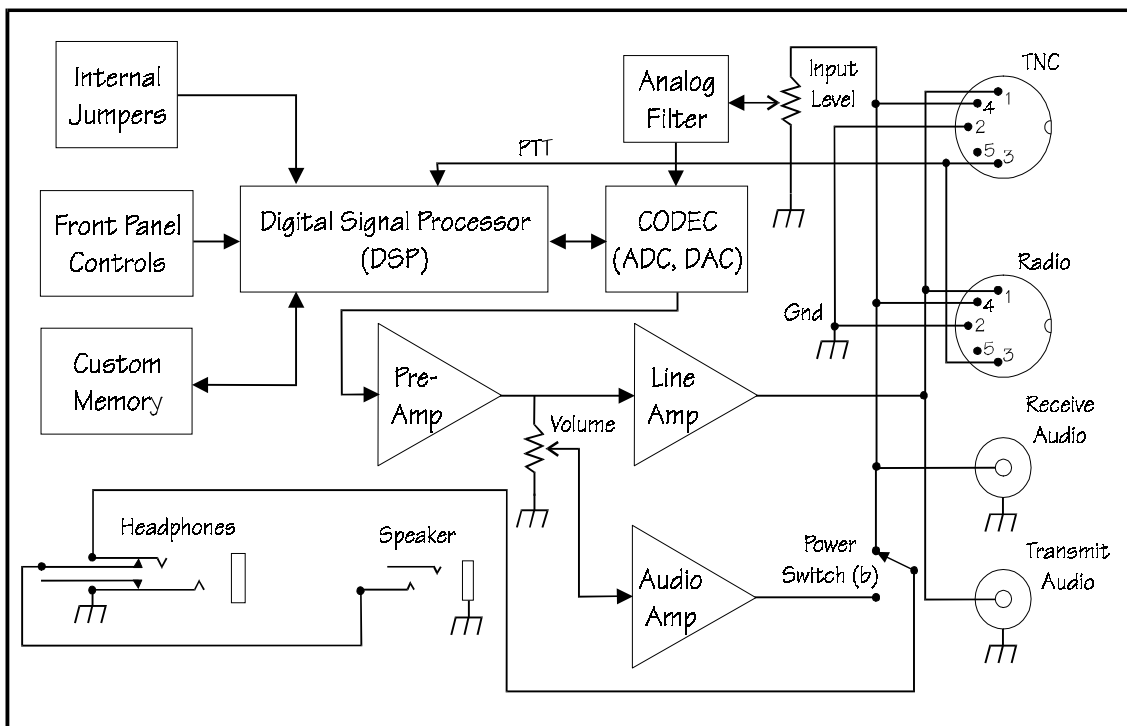 Internal
Jumpers
Analog
Filter
Input
Level
TNC
1
4
2
5
3
PTT
Front Panel
Controls
Digital Signal Processor
(DSP)
CODEC
(ADC, DAC)
Radio
1
4
2
5
3
Gnd
Custom
Memory
Pre-
Amp
Volume
Line
Amp
Receive
Audio
Headphones
Speaker
Audio
Amp
Power
Switch (b)
Transmit
Audio